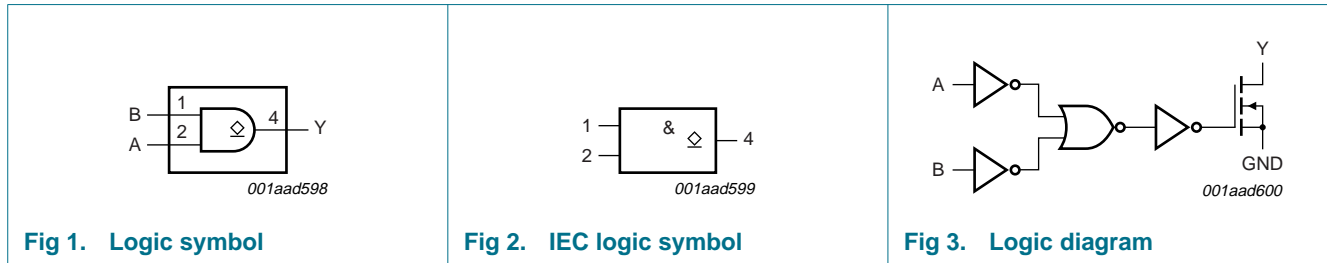 B 1
A 2
4 Y
001aad598
Fig 1. Logic symbol
1
2
&
4
001aad599
Fig 2. IEC logic symbol
A
B
Y
GND
001aad600
Fig 3. Logic diagram